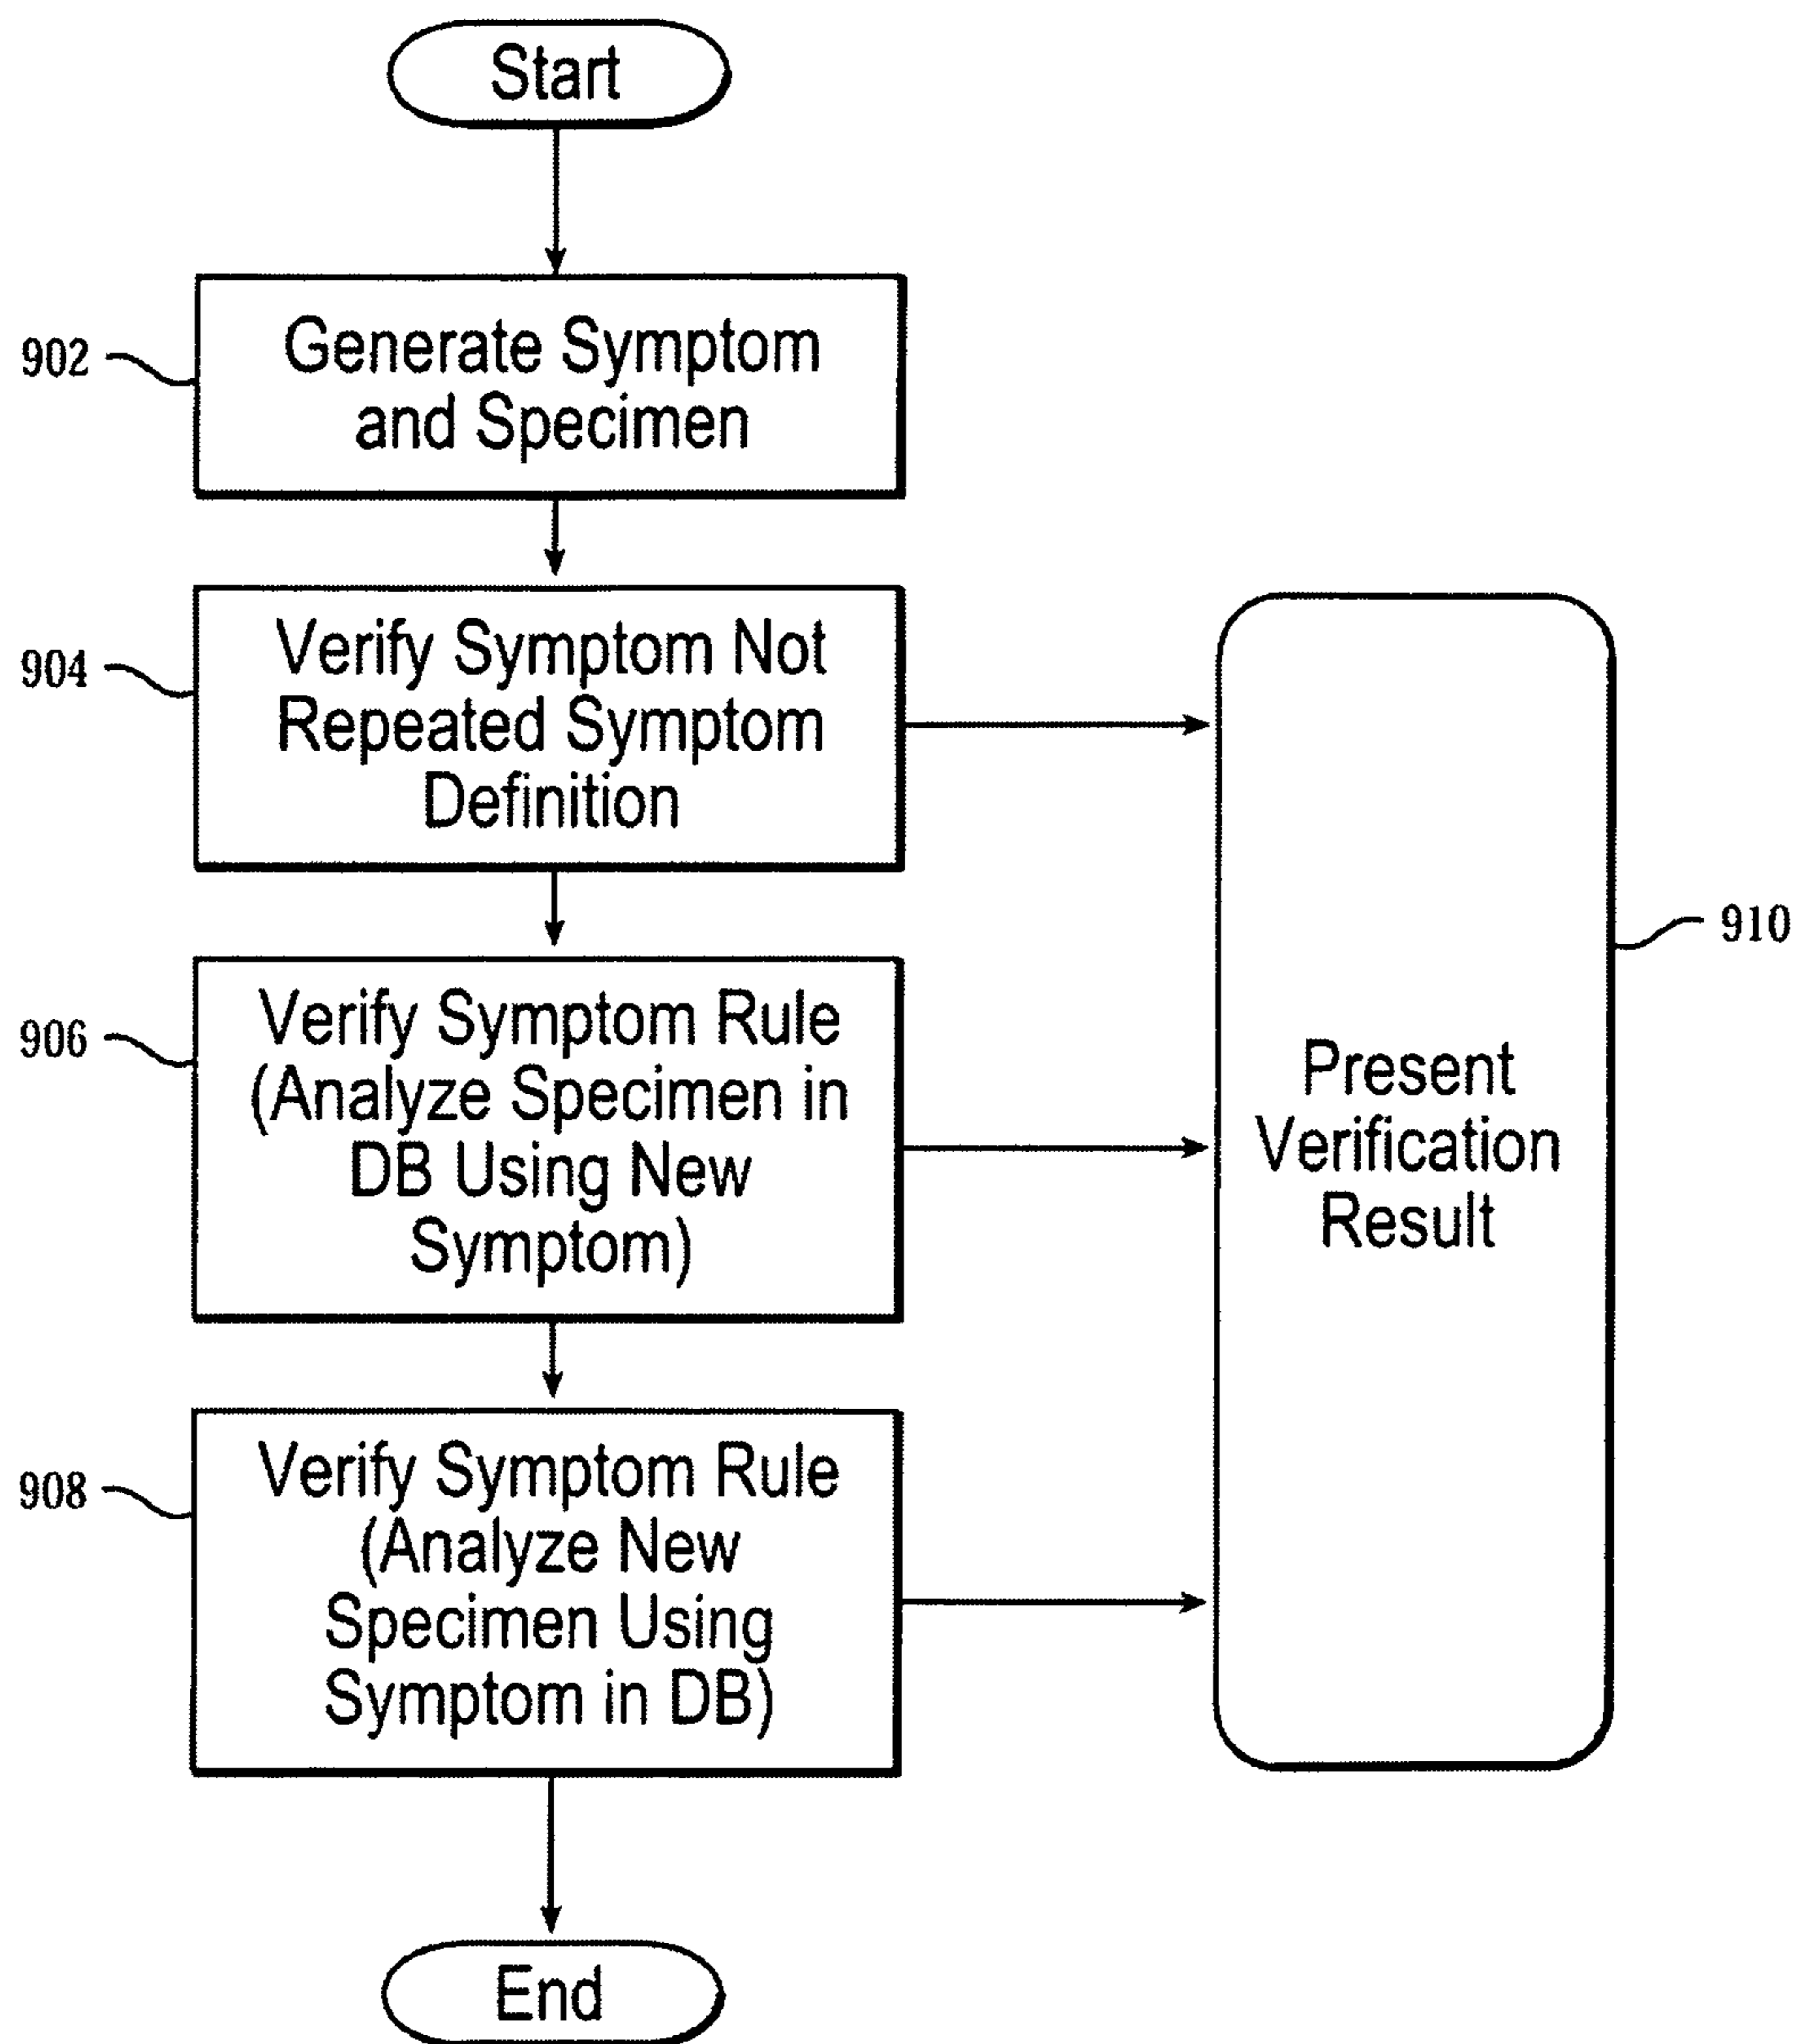 Start
902
Generate Symptom
and Specimen
904
Verify Symptom Not
Repeated Symptom
Definition
906
Verify Symptom Rule
(Analyze Specimen in
DB Using New
Symptom)
908
Verify Symptom Rule
(Analyze New
Specimen Using
Symptom in DB)
End
910
Present
Verification
Result